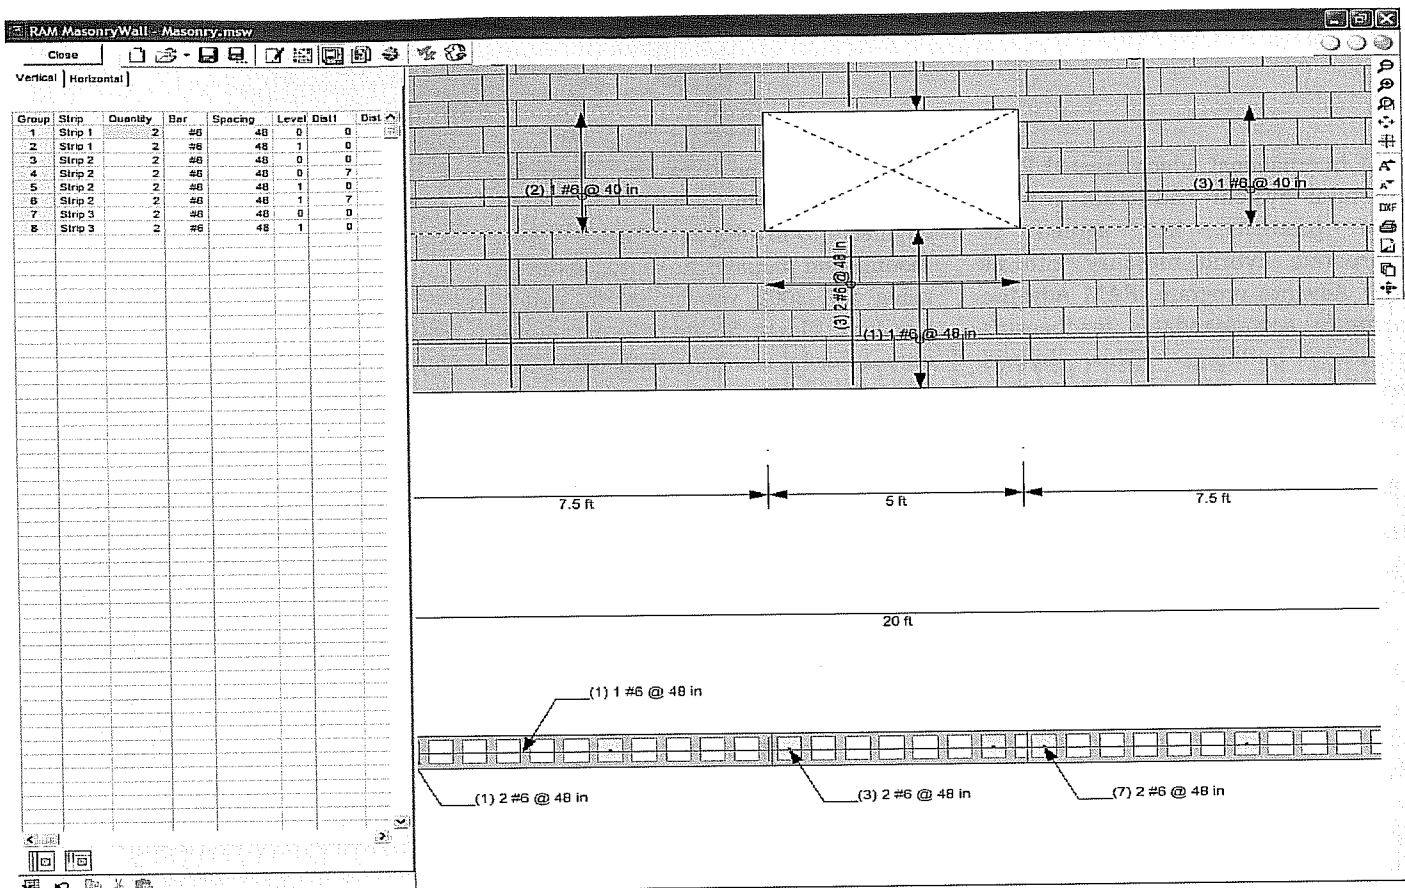 RAM MasonryWall - Masonry.msw
Close
Vertical Horizontal
Group Strip Quantity Bar Spacing Level Dist1 Dist
1 Strip 1 2 #6 48 0 0
2 Strip 1 2 #6 48 1 0
3 Strip 2 2 #6 48 0 0
4 Strip 2 2 #6 48 0 7
5 Strip 2 2 #6 48 1 0
6 Strip 2 2 #6 48 1 7
7 Strip 3 2 #6 48 0 0
8 Strip 3 2 #6 48 1 0
(2) 1 #6 @ 40 in
(3) 1 #6 @ 40 in
(3) 2 #6 @ 48 in
(1) 1 #6 @ 48 in
DXF
7.5 ft
5 ft
7.5 ft
20 ft
(1) 1 #6 @ 48 in
(1) 2 #6 @ 48 in
(3) 2 #6 @ 48 in
(7) 2 #6 @ 48 in